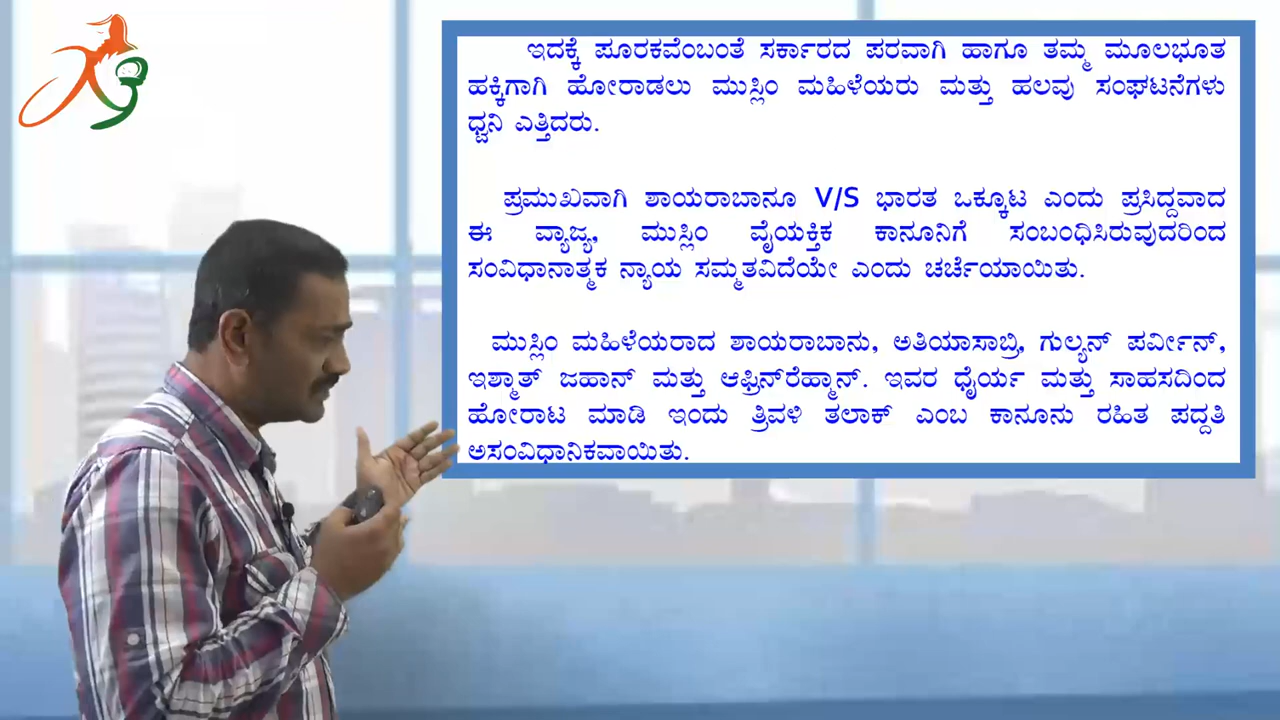 ಇದಕ್ಕೆ ಪೂರಕವೆಂಬಂತೆ ಸರ್ಕಾರದ ಪರವಾಗಿ ಹಾಗೂ ತಮ್ಮ ಮೂಲಭೂತ
ಹಕ್ಕಿಗಾಗಿ ಹೋರಾಡಲು ಮುಸ್ಲಿಂ ಮಹಿಳೆಯರು ಮತ್ತು ಹಲವು ಸಂಘಟನೆಗಳು
ಧ್ವನಿ ಎತ್ತಿದರು.
ಪ್ರಮುಖವಾಗಿ ಶಾಯರಾಬಾನೂ V/S ಭಾರತ ಒಕ್ಕೂಟ ಎಂದು ಪ್ರಸಿದ್ದವಾದ
ಈ ವ್ಯಾಜ್ಯ, ಮುಸ್ಲಿಂ ವೈಯಕ್ತಿಕ ಕಾನೂನಿಗೆ ಸಂಬಂಧಿಸಿರುವುದರಿಂದ
ಸಂವಿಧಾನಾತ್ಮಕ ನ್ಯಾಯ ಸಮ್ಮತವಿದೆಯೇ ಎಂದು ಚರ್ಚೆಯಾಯಿತು.
ಮುಸ್ಲಿಂ ಮಹಿಳೆಯರಾದ ಶಾಯರಾಬಾನು, ಅತಿಯಾಸಾಬ್ರಿ, ಗುಲ್ಯನ್ ಪರ್ವೀನ್,
ಇಶ್ಮಾತ್ ಜಹಾನ್ ಮತ್ತು ಆಫ್ರಿನ್‌ರೆಹ್ಮಾನ್. ಇವರ ಧೈರ್ಯ ಮತ್ತು ಸಾಹಸದಿಂದ
ಹೋರಾಟ ಮಾಡಿ ಇಂದು ತ್ರಿವಳಿ ತಲಾಕ್ ಎಂಬ ಕಾನೂನು ರಹಿತ ಪದ್ದತಿ
ಅಸಂವಿಧಾನಿಕವಾಯಿತು.